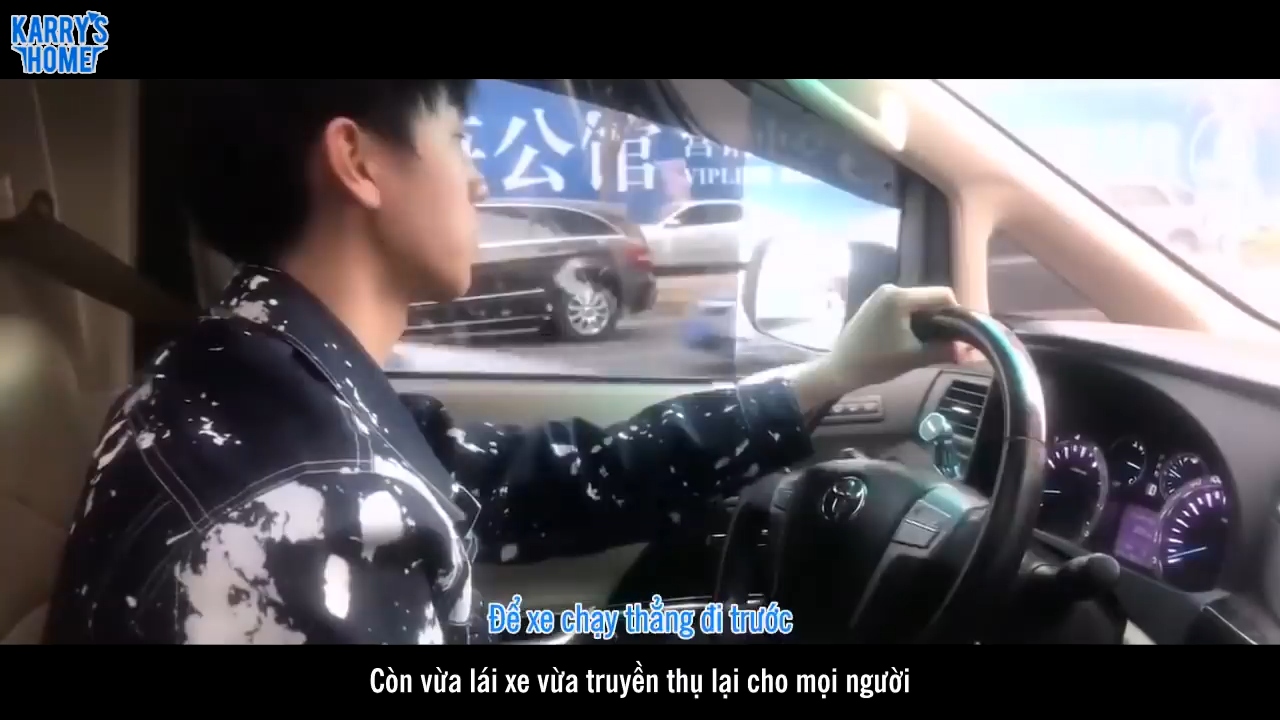 KARRY'S
HOME
公馆
Để xe chạy thẳng đi trước
Còn vừa lái xe vừa truyền thụ lại cho mọi người